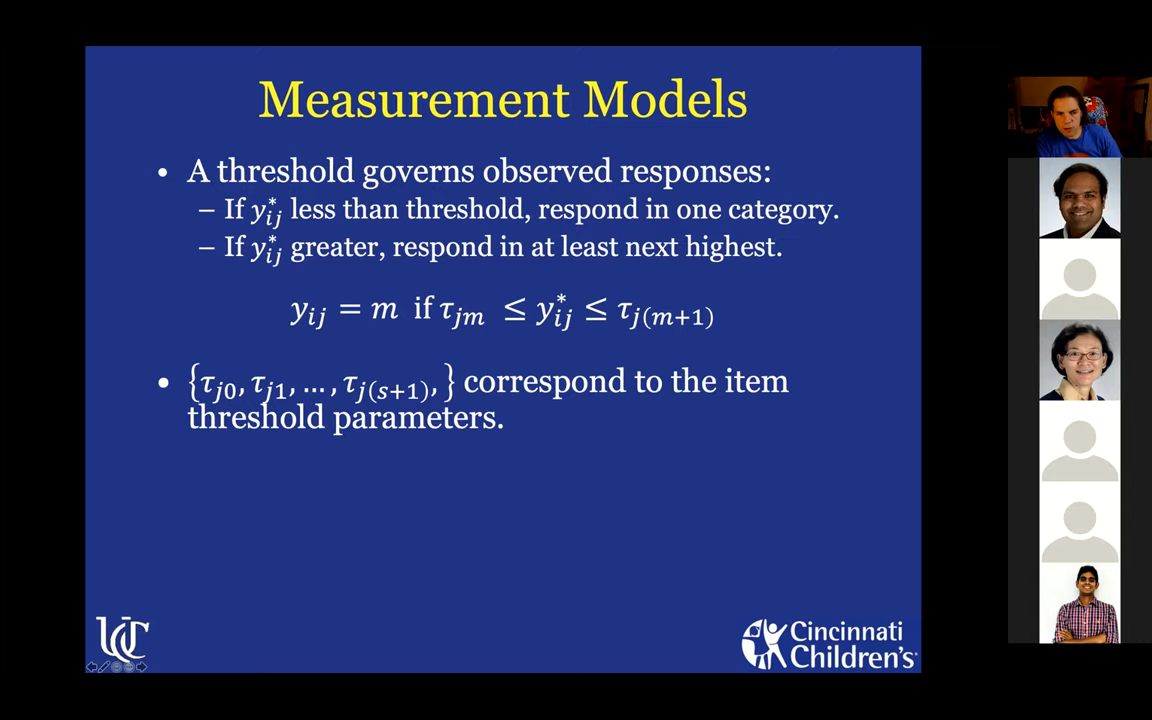 Measurement Models
• A threshold governs observed responses:
– If y*ᵢⱼ less than threshold, respond in one category.
– If y*ᵢⱼ greater, respond in at least next highest.
yᵢⱼ = m if τⱼₘ ≤ y*ᵢⱼ ≤ τⱼ₍ₘ₊₁₎
• {τⱼ₀, τⱼ₁, … , τⱼ₍ₛ₊₁₎, } correspond to the item
threshold parameters.
UC
Cincinnati
Children's